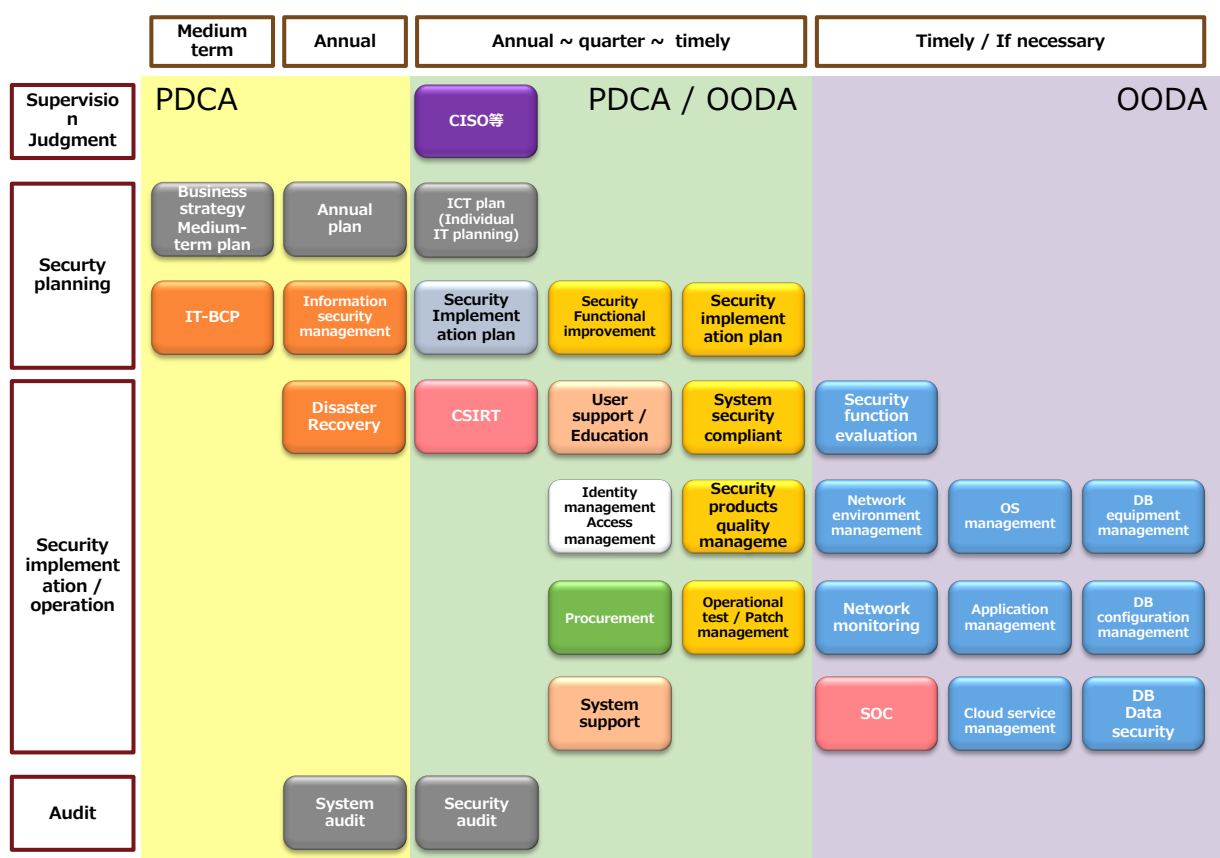 Medium
term
Annual
Annual ~ quarter ~ timely
Timely / If necessary
Supervisio
n
Judgment
PDCA
CISO等
PDCA / OODA
OODA
Securty
planning
Business
strategy
Medium-
term plan
Annual
plan
ICT plan
(Individual
IT planning)
IT-BCP
Information
security
management
Security
Implement
ation plan
Security
Functional
improvement
Security
implement
ation plan
Security
implement
ation /
operation
Disaster
Recovery
CSIRT
User
support /
Education
System
security
compliant
Security
function
evaluation
Identity
management
Access
management
Security
products
quality
manageme
Network
environment
management
OS
management
DB
equipment
management
Procurement
Operational
test / Patch
management
Network
monitoring
Application
management
DB
configuration
management
System
support
SOC
Cloud service
management
DB
Data
security
Audit
System
audit
Security
audit